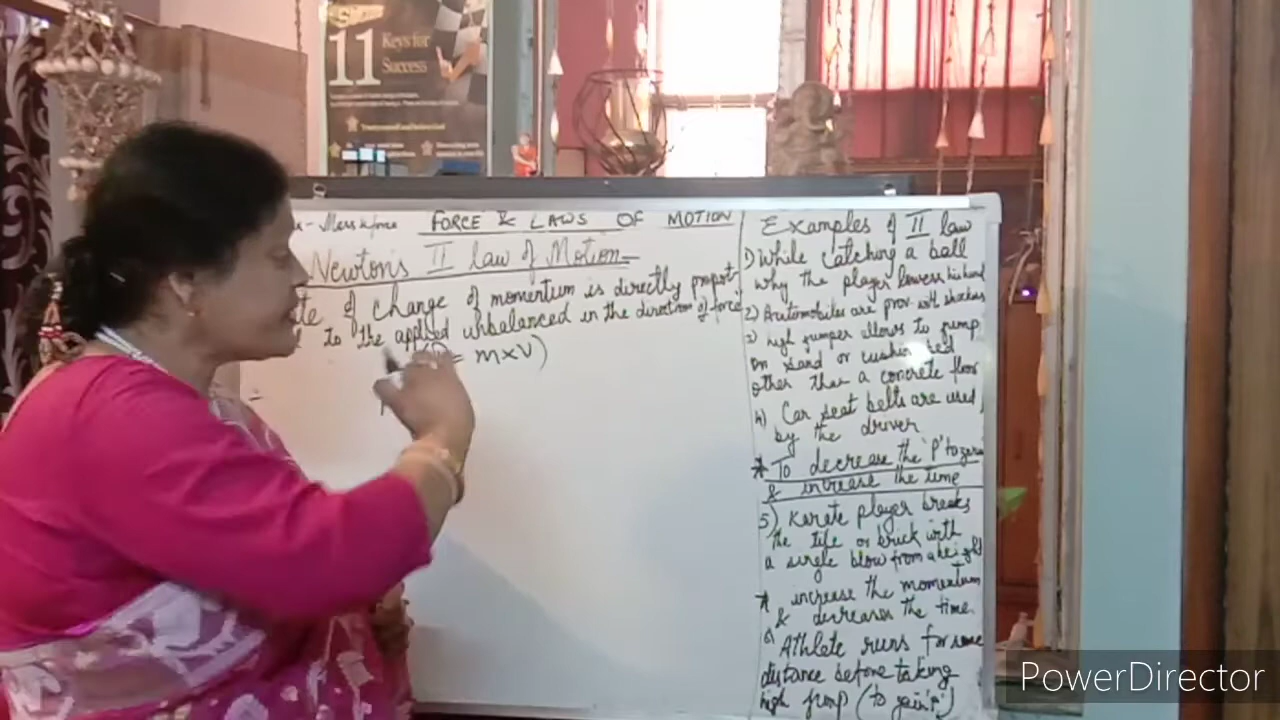 11 Keys for
Success
- Mass & force FORCE & LAWS OF MOTION
Newtons II law of Motion
of change of momentum is directly propot
to the applied unbalanced in the direction of force
= m×v)
Examples of II law
1) While catching a ball
why the player lowers his hand
2) Automobiles are prov. with shockers
3) high jumper allows to jump
on sand or cushion bed
other than a concrete floor
4) Car seat belts are used
by the driver
* To decrease the 'P' to zero
& increase the time
5) Karate player breaks
the tile or brick with
a single blow from a height
* increase the momentum
& decreases the time.
6) Athlete runs for some
distance before taking
high jump (to gain 'P')
PowerDirector